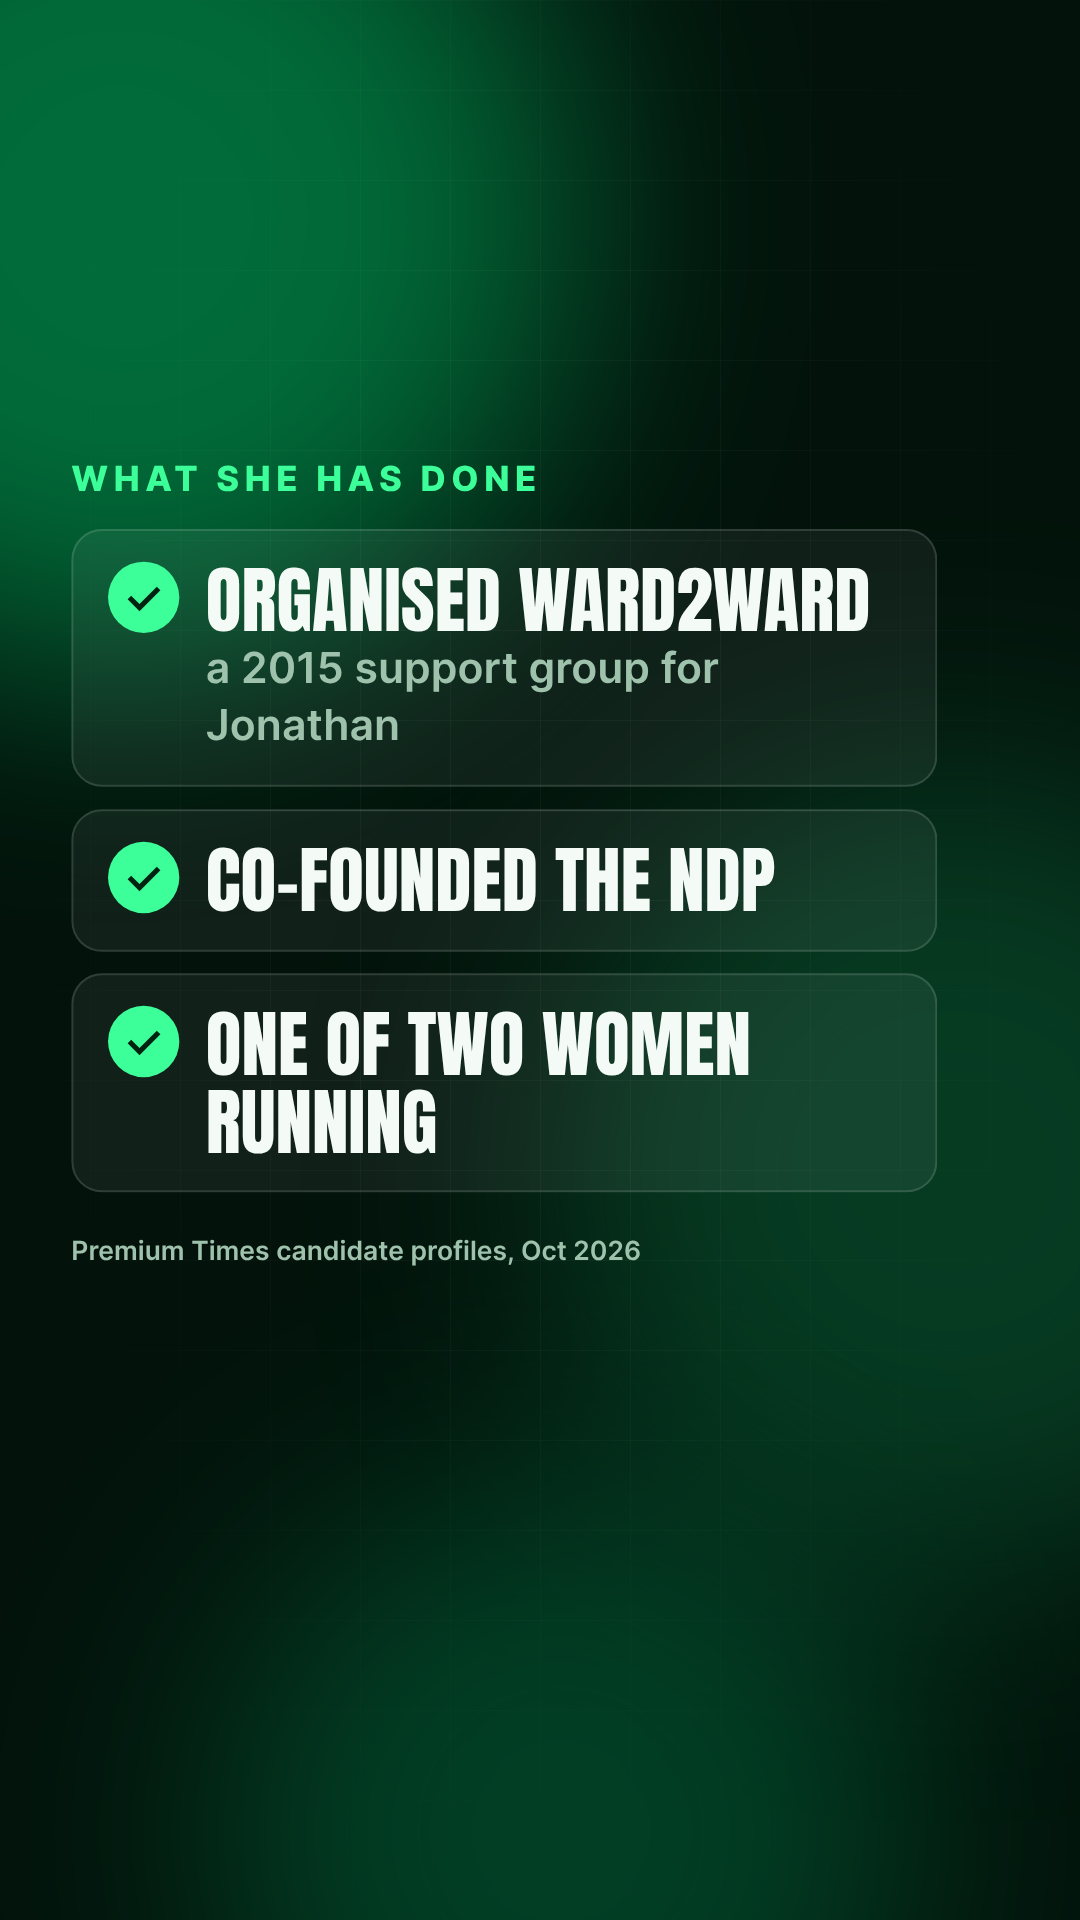 WHAT SHE HAS DONE
ORGANISED WARD2WARD
a 2015 support group for
Jonathan
CO-FOUNDED THE NDP
ONE OF TWO WOMEN
RUNNING
Premium Times candidate profiles, Oct 2026